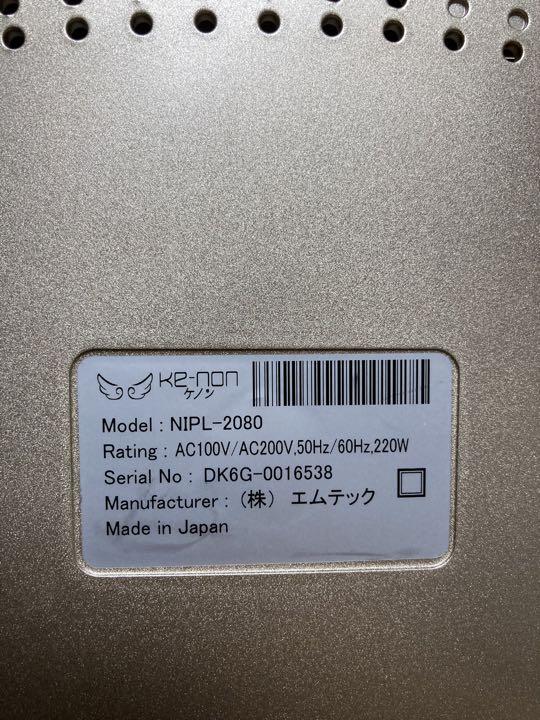 Ke-non
ケノン
Model : NIPL-2080
Rating : AC100V/AC200V,50Hz/60Hz,220W
Serial No : DK6G-0016538
Manufacturer : (株) エムテック
Made in Japan